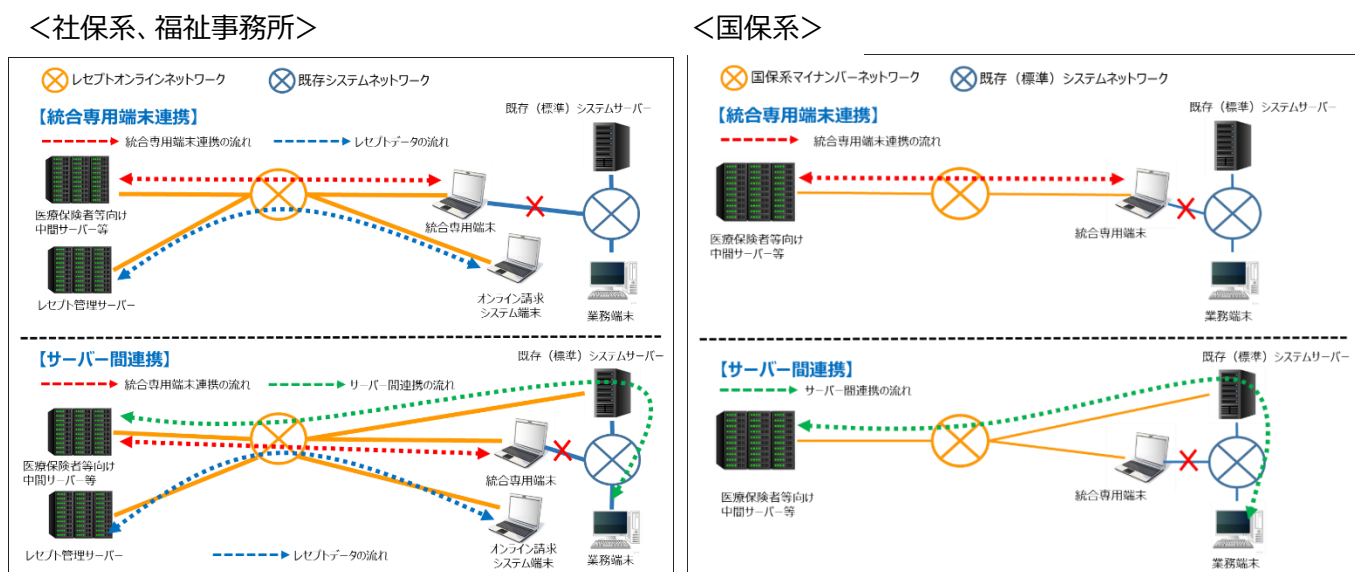 ＜社保系、福祉事務所＞
レセプトオンラインネットワーク
既存システムネットワーク
【統合専用端末連携】
既存（標準）システムサーバー
統合専用端末連携の流れ
レセプトデータの流れ
医療保険者等向け
中間サーバー等
統合専用端末
レセプト管理サーバー
オンライン請求
システム端末
業務端末
【サーバー間連携】
既存（標準）システムサーバー
統合専用端末連携の流れ
サーバー間連携の流れ
医療保険者等向け
中間サーバー等
統合専用端末
レセプト管理サーバー
レセプトデータの流れ
オンライン請求
システム端末
業務端末
＜国保系＞
国保系マイナンバーネットワーク
既存（標準）システムネットワーク
【統合専用端末連携】
既存（標準）システムサーバー
統合専用端末連携の流れ
医療保険者等向け
中間サーバー等
統合専用端末
業務端末
【サーバー間連携】
既存（標準）システムサーバー
サーバー間連携の流れ
医療保険者等向け
中間サーバー等
統合専用端末
業務端末